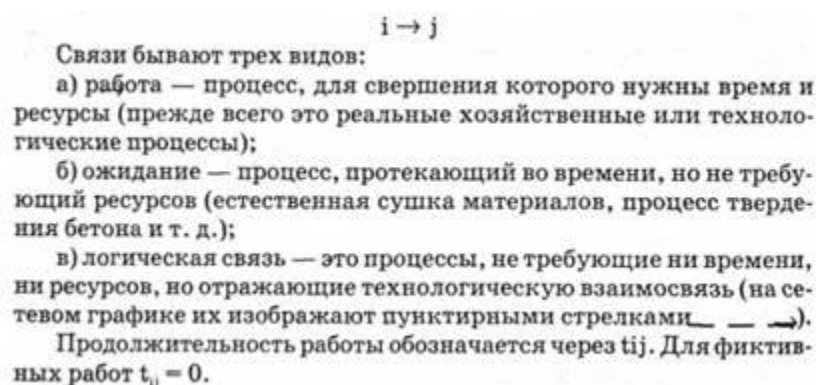 i → j
Связи бывают трех видов:
а) работа — процесс, для свершения которого нужны время и
ресурсы (прежде всего это реальные хозяйственные или техноло-
гические процессы);
б) ожидание — процесс, протекающий во времени, но не требу-
ющий ресурсов (естественная сушка материалов, процесс тверде-
ния бетона и т. д.);
в) логическая связь — это процессы, не требующие ни времени,
ни ресурсов, но отражающие технологическую взаимосвязь (на се-
тевом графике их изображают пунктирными стрелками_ _ →).
Продолжительность работы обозначается через tij. Для фиктив-
ных работ tij = 0.